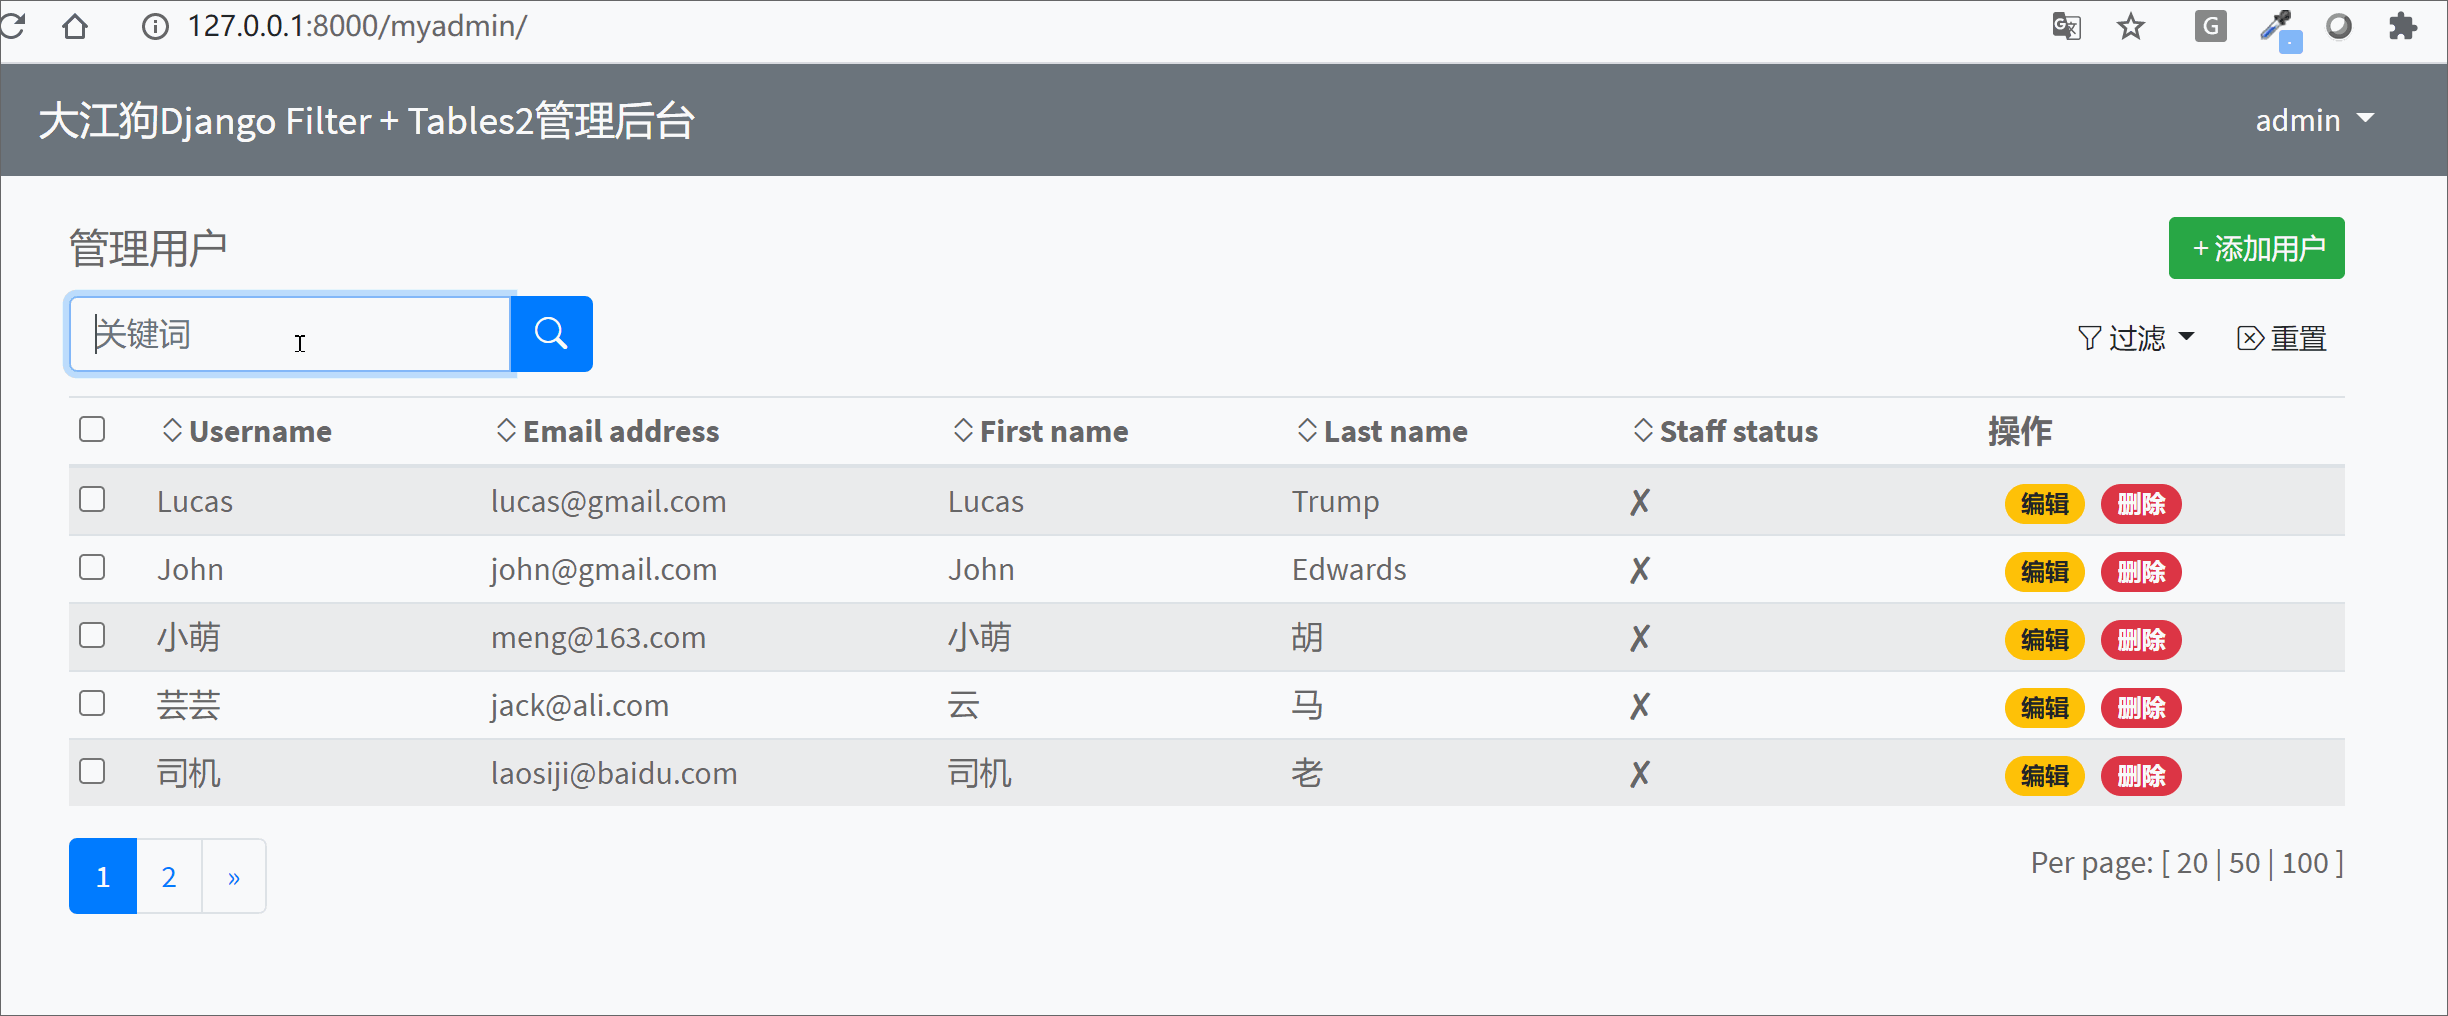 127.0.0.1:8000/myadmin/
G
大江狗Django Filter + Tables2管理后台 admin
管理用户 + 添加用户
关键词 过滤 重置
Username Email address First name Last name Staff status 操作
Lucas lucas@gmail.com Lucas Trump ✗ 编辑 删除
John john@gmail.com John Edwards ✗ 编辑 删除
小萌 meng@163.com 小萌 胡 ✗ 编辑 删除
芸芸 jack@ali.com 云 马 ✗ 编辑 删除
司机 laosiji@baidu.com 司机 老 ✗ 编辑 删除
1 2 » Per page: [ 20 | 50 | 100 ]